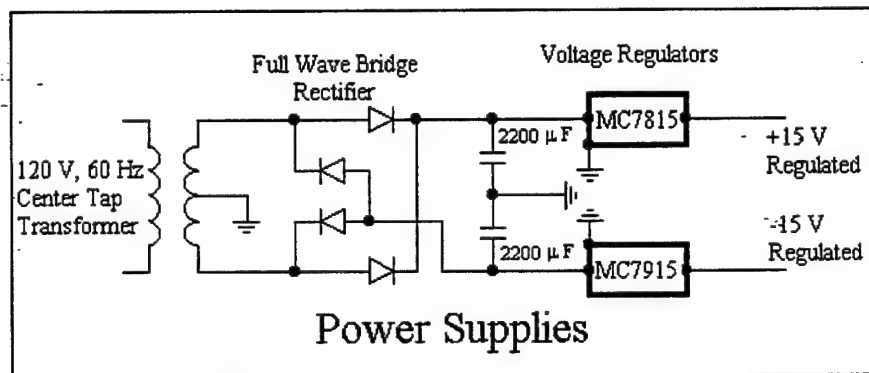 Full Wave Bridge
Rectifier
Voltage Regulators
120 V, 60 Hz
Center Tap
Transformer
2200 µF
MC7815
+15 V
Regulated
2200 µF
MC7915
-15 V
Regulated
Power Supplies